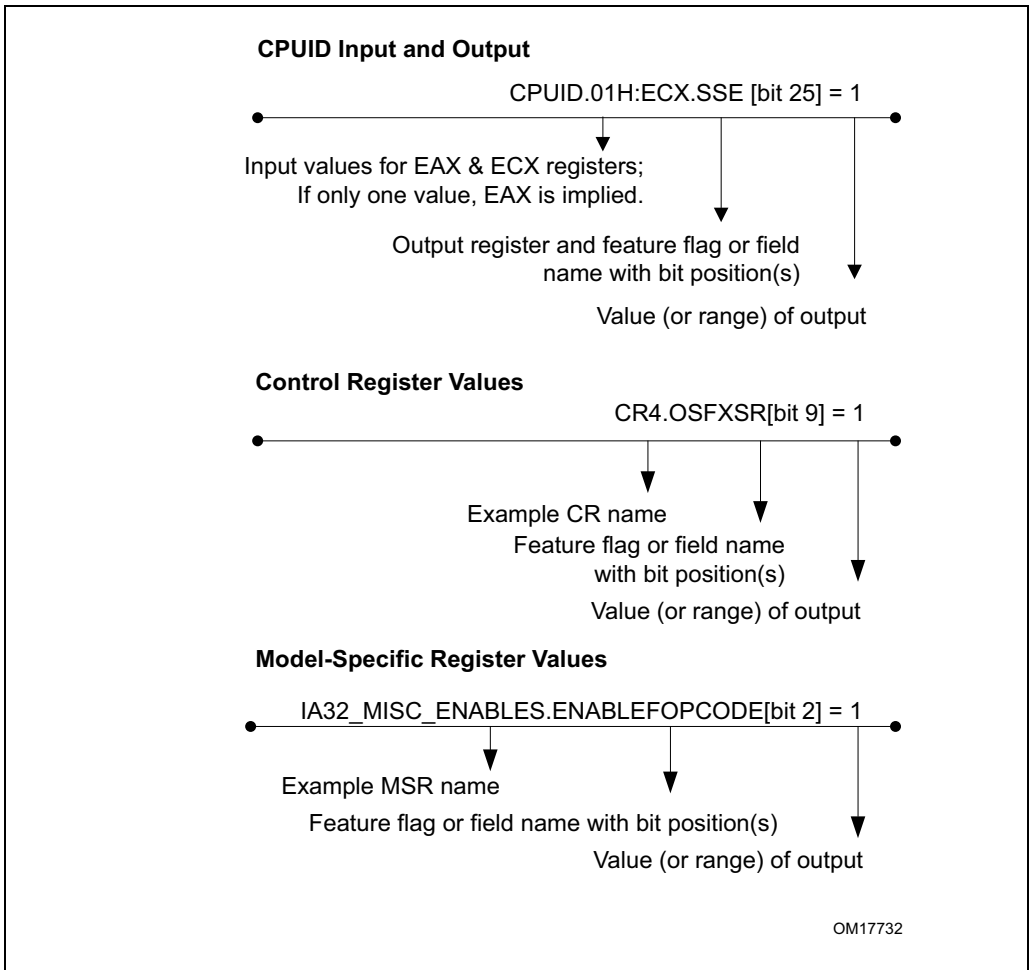 CPUID Input and Output
CPUID.01H:ECX.SSE [bit 25] = 1
Input values for EAX & ECX registers;
If only one value, EAX is implied.
Output register and feature flag or field
name with bit position(s)
Value (or range) of output
Control Register Values
CR4.OSFXSR[bit 9] = 1
Example CR name
Feature flag or field name
with bit position(s)
Value (or range) of output
Model-Specific Register Values
IA32_MISC_ENABLES.ENABLEFOPCODE[bit 2] = 1
Example MSR name
Feature flag or field name with bit position(s)
Value (or range) of output
OM17732